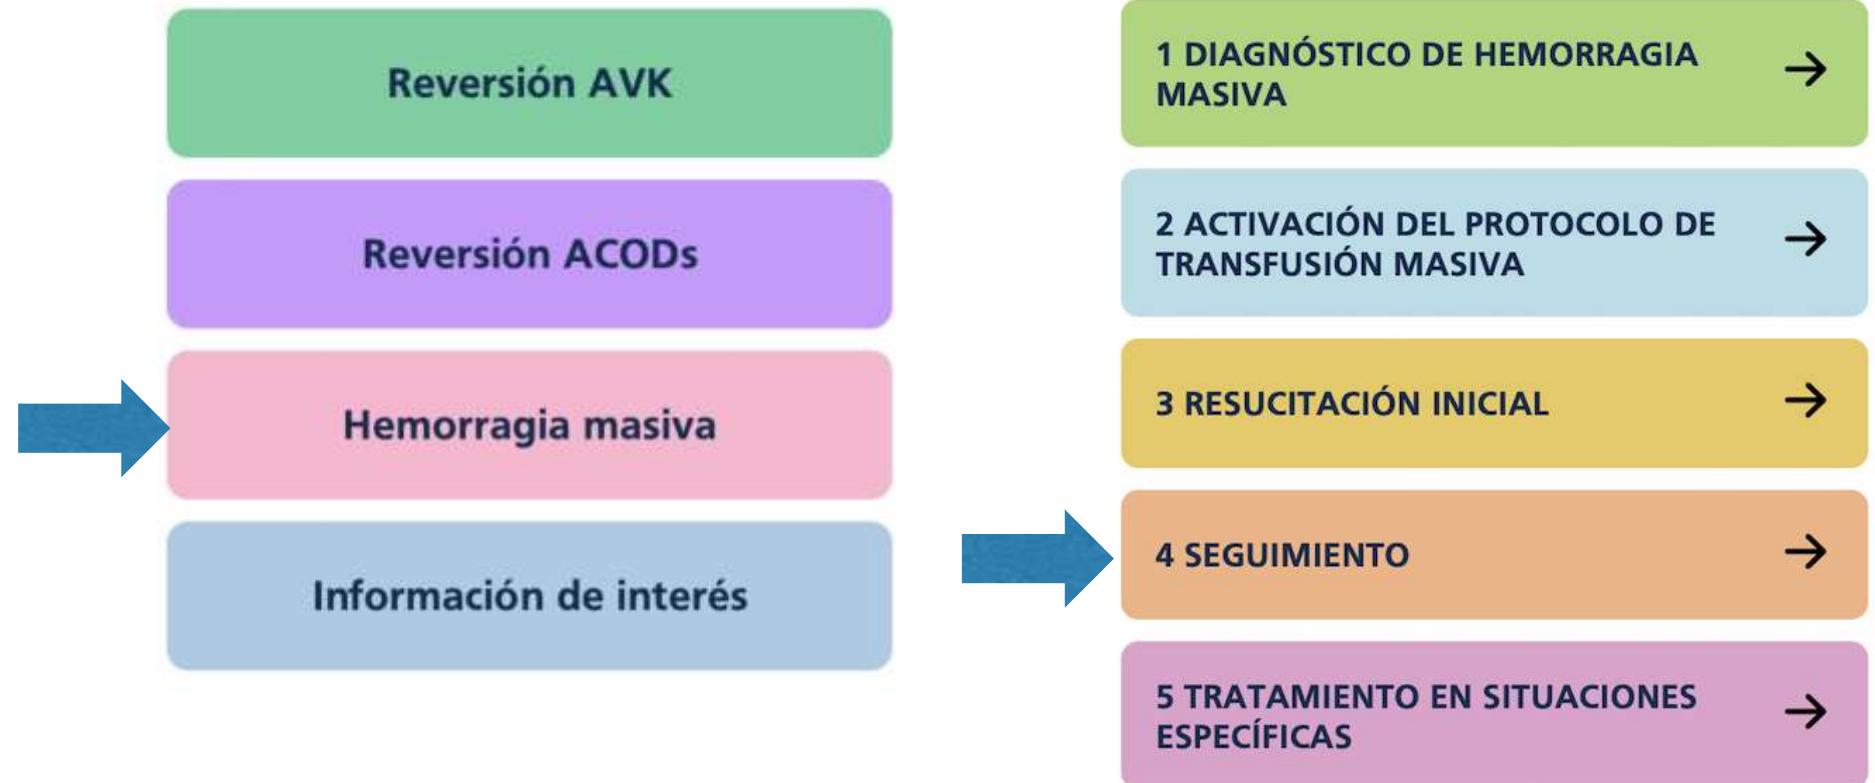 Reversión AVK
Reversión ACODs
Hemorragia masiva
Información de interés
1 DIAGNÓSTICO DE HEMORRAGIA
MASIVA
2 ACTIVACIÓN DEL PROTOCOLO DE
TRANSFUSIÓN MASIVA
3 RESUCITACIÓN INICIAL
4 SEGUIMIENTO
5 TRATAMIENTO EN SITUACIONES
ESPECÍFICAS